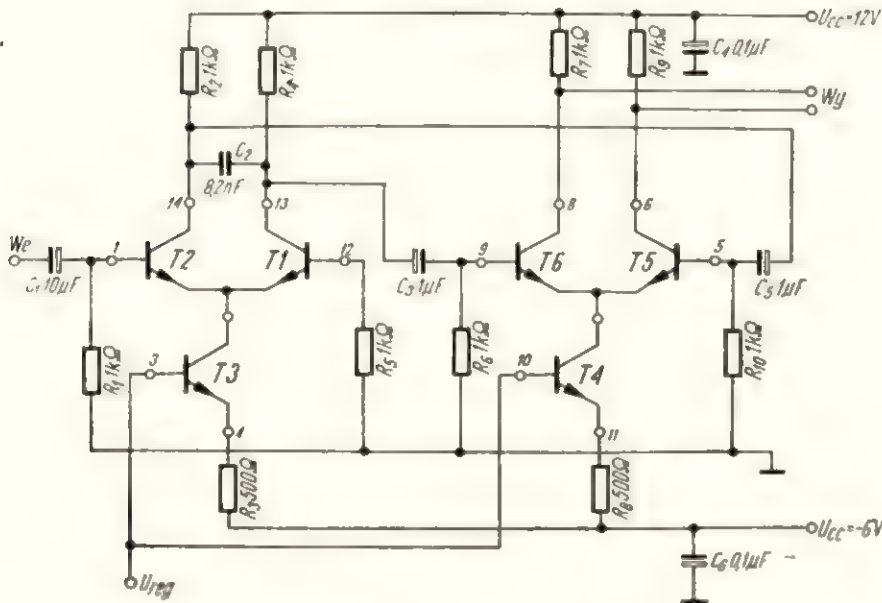 U_CC=12V
R₂ 1kΩ
R₄ 1kΩ
R₇ 1kΩ
R₉ 1kΩ
C₄ 0,1μF
Wy
C₂
8,2nF
14
13
8
6
We
C₁ 10μF
1
T2
T1
12
C₃ 1μF
9
T6
T5
5
C₅ 1μF
R₁ 1kΩ
3
T3
R₅ 1kΩ
R₆ 1kΩ
10
T4
R₁₀ 1kΩ
4
11
R₃ 500Ω
R₈ 500Ω
U_CC=-6V
C₆ 0,1μF
U_reg